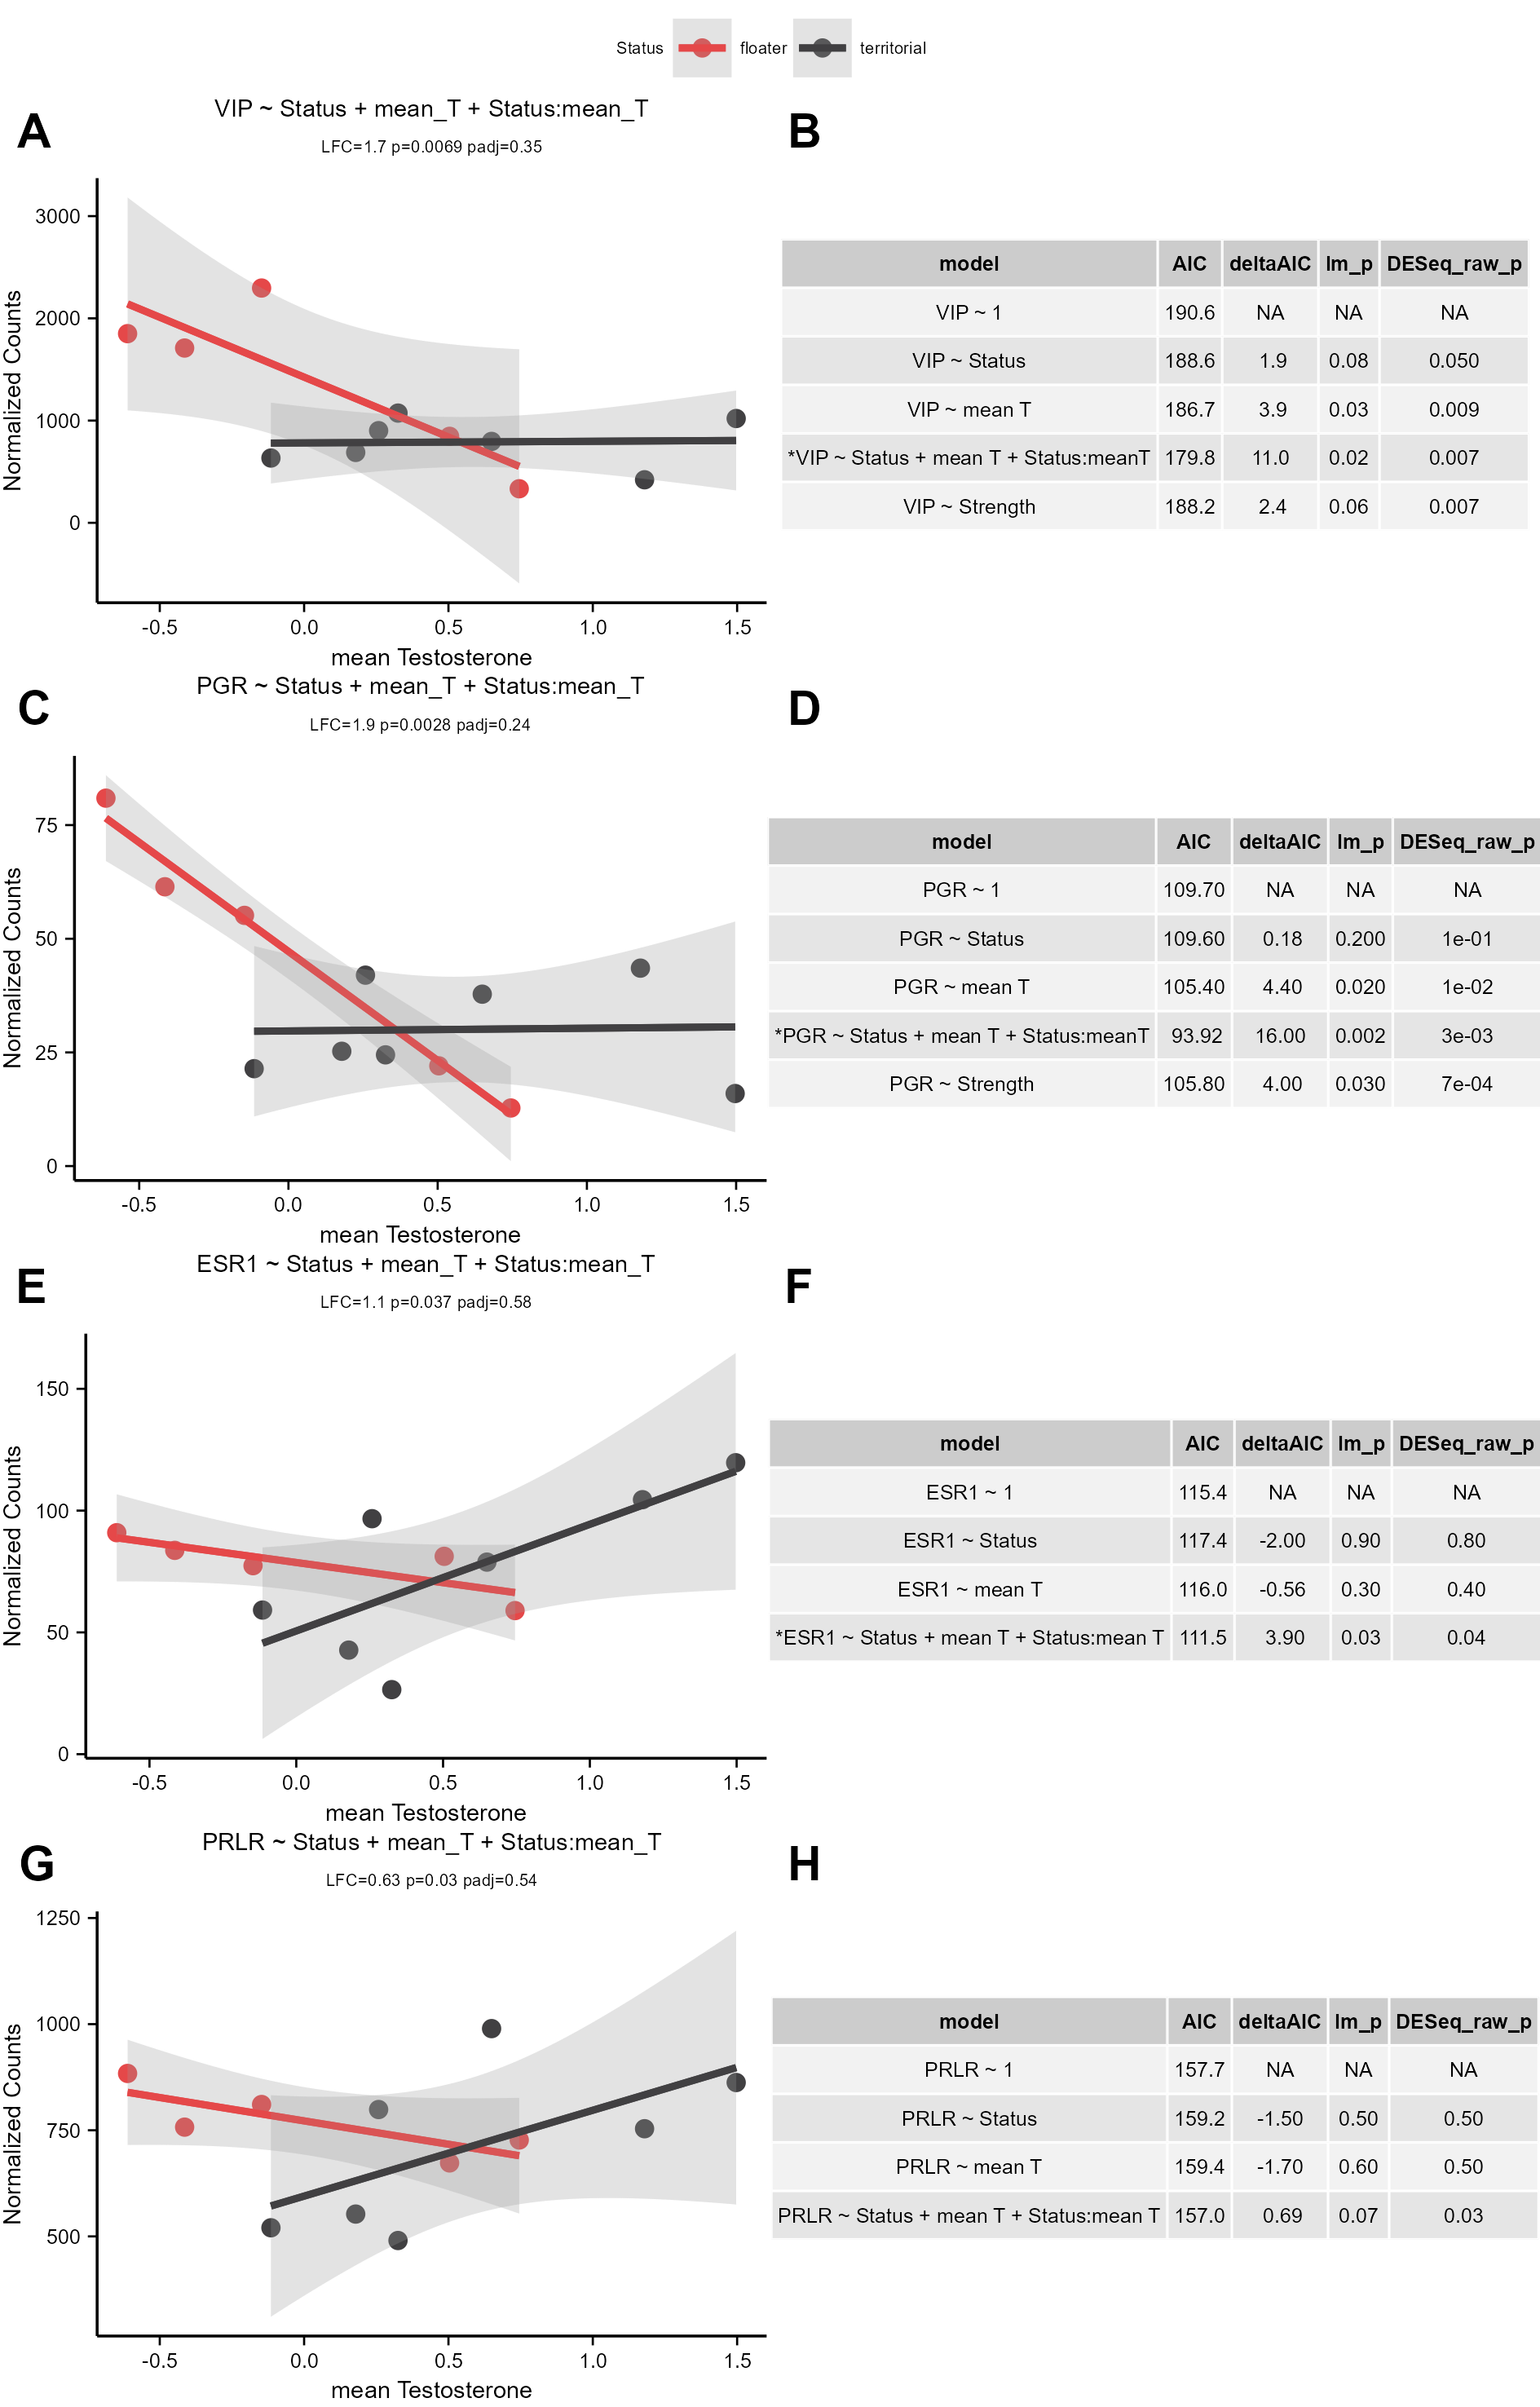 Status floater territorial
A
VIP ~ Status + mean_T + Status:mean_T
LFC=1.7 p=0.0069 padj=0.35
Normalized Counts
3000
2000
1000
0
-0.5 0.0 0.5 1.0 1.5
mean Testosterone
B
model AIC deltaAIC lm_p DESeq_raw_p
VIP ~ 1 190.6 NA NA NA
VIP ~ Status 188.6 1.9 0.08 0.050
VIP ~ mean T 186.7 3.9 0.03 0.009
*VIP ~ Status + mean T + Status:meanT 179.8 11.0 0.02 0.007
VIP ~ Strength 188.2 2.4 0.06 0.007
C
PGR ~ Status + mean_T + Status:mean_T
LFC=1.9 p=0.0028 padj=0.24
Normalized Counts
75
50
25
0
-0.5 0.0 0.5 1.0 1.5
mean Testosterone
D
model AIC deltaAIC lm_p DESeq_raw_p
PGR ~ 1 109.70 NA NA NA
PGR ~ Status 109.60 0.18 0.200 1e-01
PGR ~ mean T 105.40 4.40 0.020 1e-02
*PGR ~ Status + mean T + Status:meanT 93.92 16.00 0.002 3e-03
PGR ~ Strength 105.80 4.00 0.030 7e-04
E
ESR1 ~ Status + mean_T + Status:mean_T
LFC=1.1 p=0.037 padj=0.58
Normalized Counts
150
100
50
0
-0.5 0.0 0.5 1.0 1.5
mean Testosterone
F
model AIC deltaAIC lm_p DESeq_raw_p
ESR1 ~ 1 115.4 NA NA NA
ESR1 ~ Status 117.4 -2.00 0.90 0.80
ESR1 ~ mean T 116.0 -0.56 0.30 0.40
*ESR1 ~ Status + mean T + Status:mean T 111.5 3.90 0.03 0.04
G
PRLR ~ Status + mean_T + Status:mean_T
LFC=0.63 p=0.03 padj=0.54
Normalized Counts
1250
1000
750
500
-0.5 0.0 0.5 1.0 1.5
mean Testosterone
H
model AIC deltaAIC lm_p DESeq_raw_p
PRLR ~ 1 157.7 NA NA NA
PRLR ~ Status 159.2 -1.50 0.50 0.50
PRLR ~ mean T 159.4 -1.70 0.60 0.50
PRLR ~ Status + mean T + Status:mean T 157.0 0.69 0.07 0.03